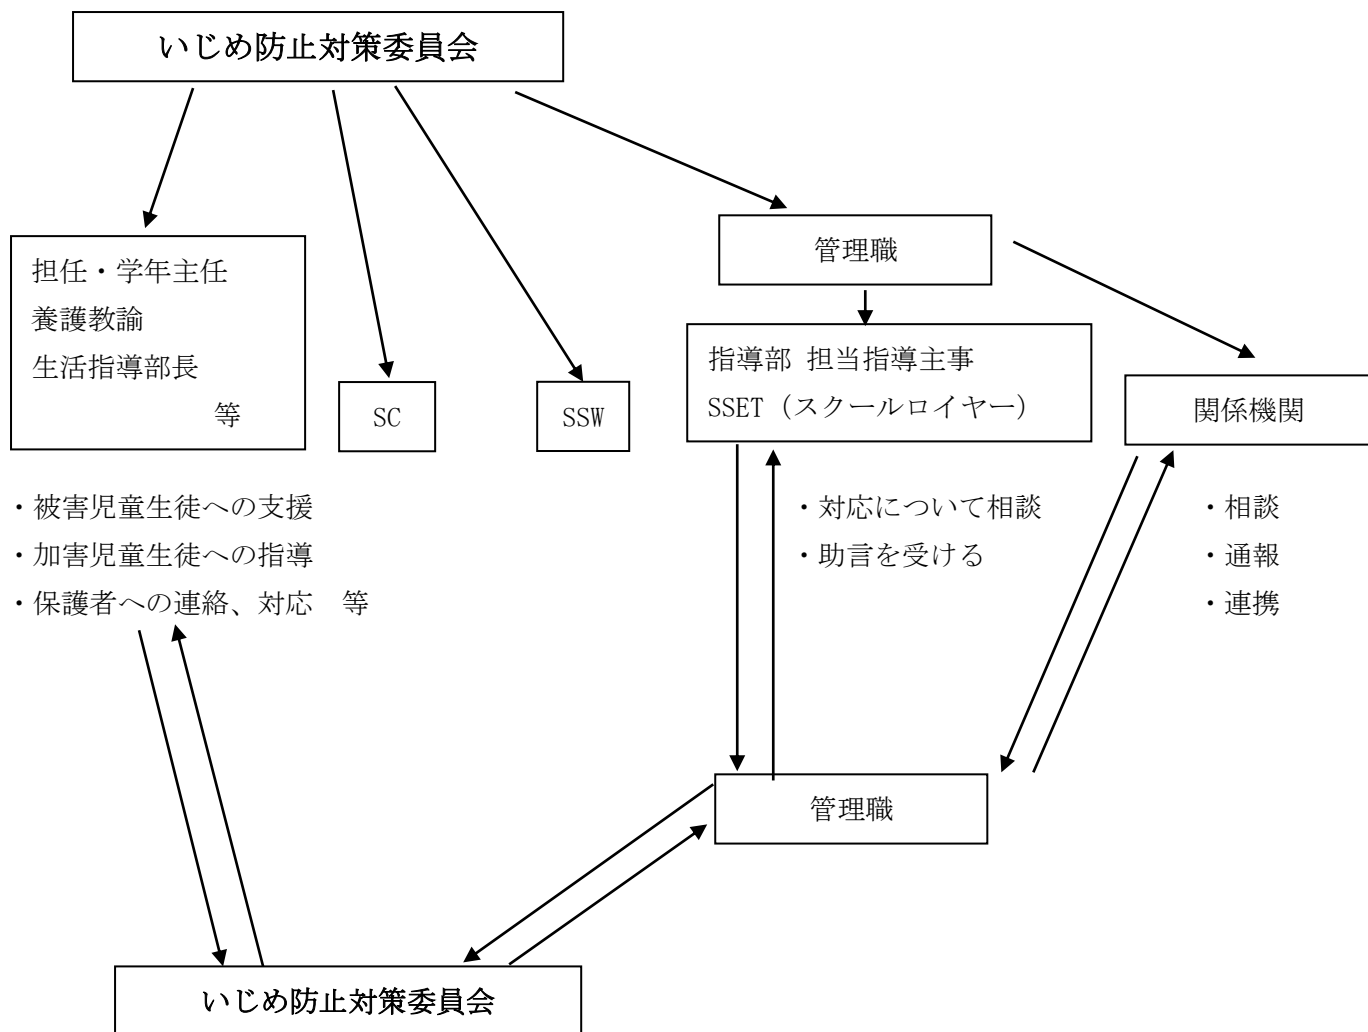 いじめ防止対策委員会
管理職
担任・学年主任
養護教諭
生活指導部長
等
SC
SSW
指導部 担当指導主事
SSET（スクールロイヤー）
関係機関
・被害児童生徒への支援
・加害児童生徒への指導
・保護者への連絡、対応　等
・対応について相談
・助言を受ける
・相談
・通報
・連携
管理職
いじめ防止対策委員会